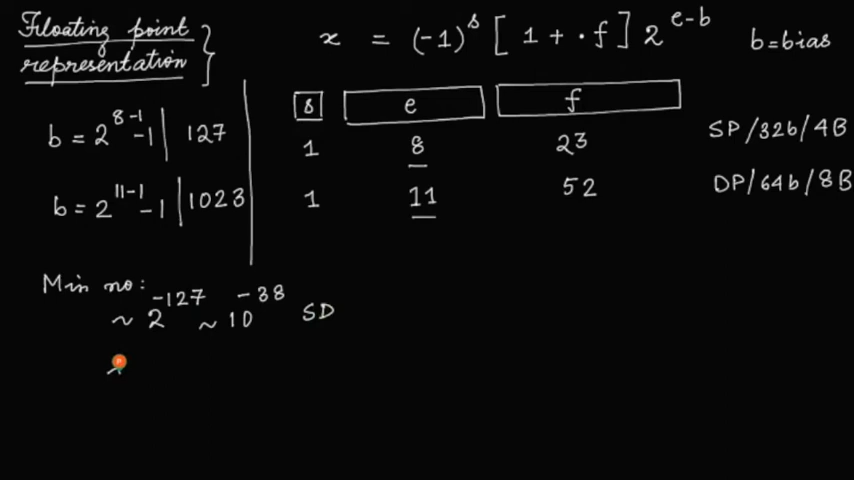 Floating point
representation
x = (-1)^s [ 1 + .f ] 2^{e-b} b=bias
s e f
b = 2^{8-1} -1 | 127 1 8 23 SP/32b/4B
b = 2^{11-1} -1 | 1023 1 11 52 DP/64b/8B
Min no:
~ 2^{-127} ~ 10^{-38} SD